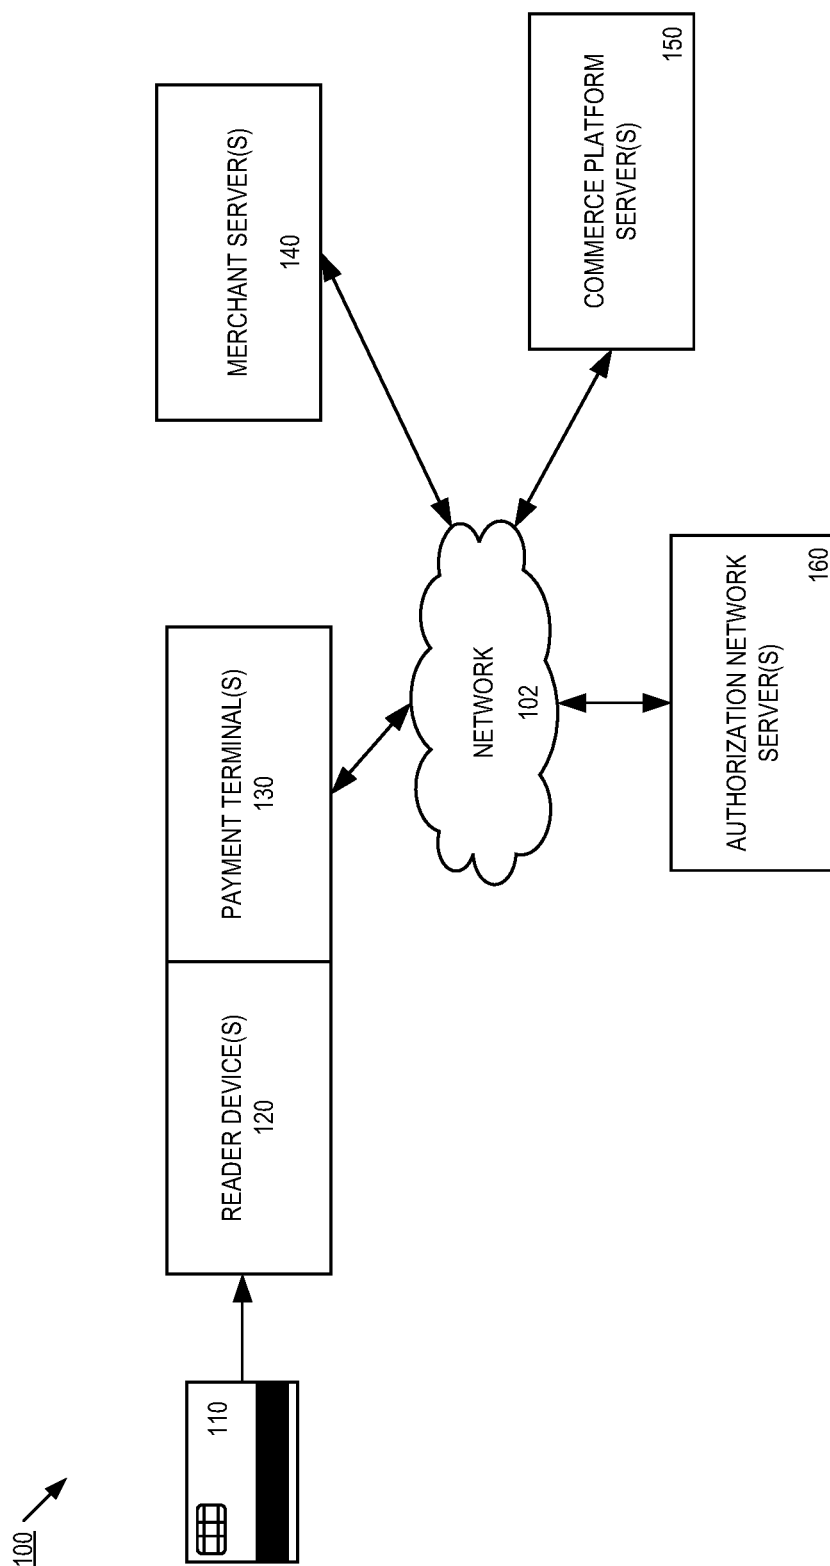 100
110
READER DEVICE(S)
120
PAYMENT TERMINAL(S)
130
MERCHANT SERVER(S)
140
NETWORK
102
COMMERCE PLATFORM
SERVER(S)
150
AUTHORIZATION NETWORK
SERVER(S)
160